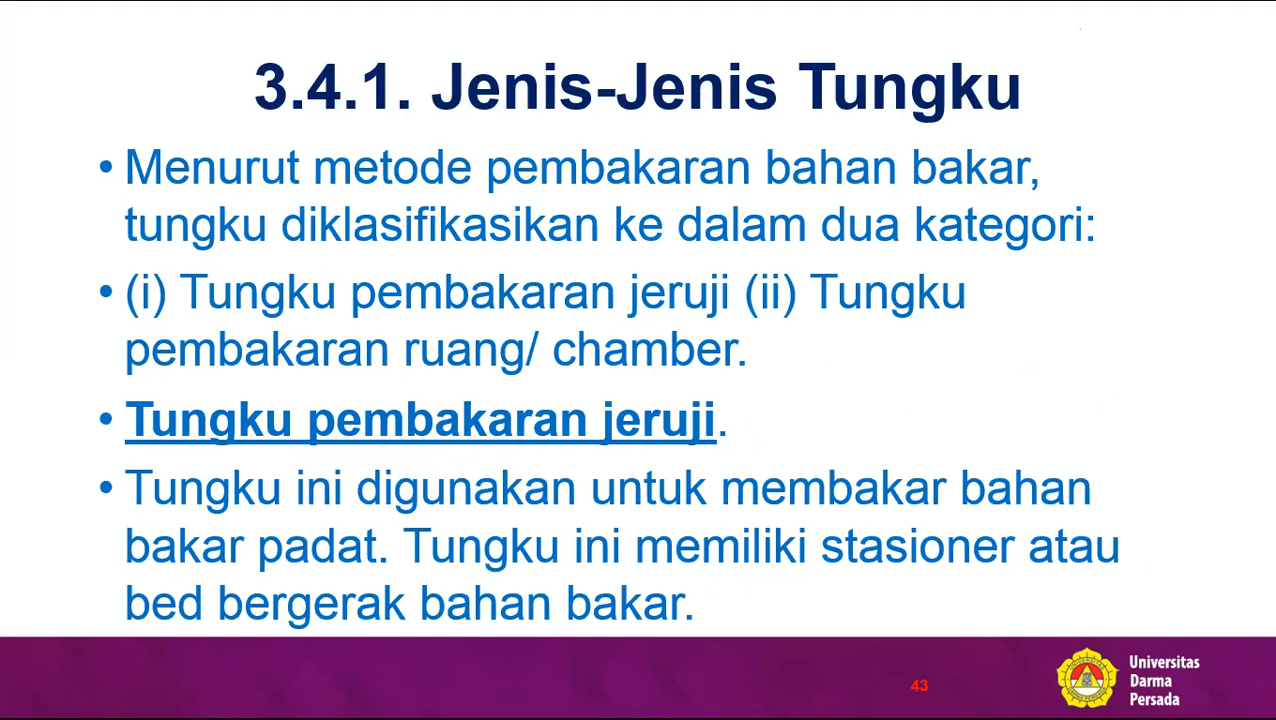 3.4.1. Jenis-Jenis Tungku
• Menurut metode pembakaran bahan bakar,
tungku diklasifikasikan ke dalam dua kategori:
• (i) Tungku pembakaran jeruji (ii) Tungku
pembakaran ruang/ chamber.
• Tungku pembakaran jeruji.
• Tungku ini digunakan untuk membakar bahan
bakar padat. Tungku ini memiliki stasioner atau
bed bergerak bahan bakar.
43
Universitas
Darma
Persada